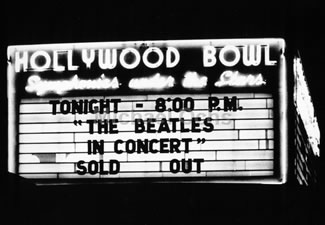 HOLLYWOOD BOWL
Symphonies under the Stars
TONIGHT - 8:00 P.M.
"THE BEATLES
IN CONCERT"
SOLD OUT